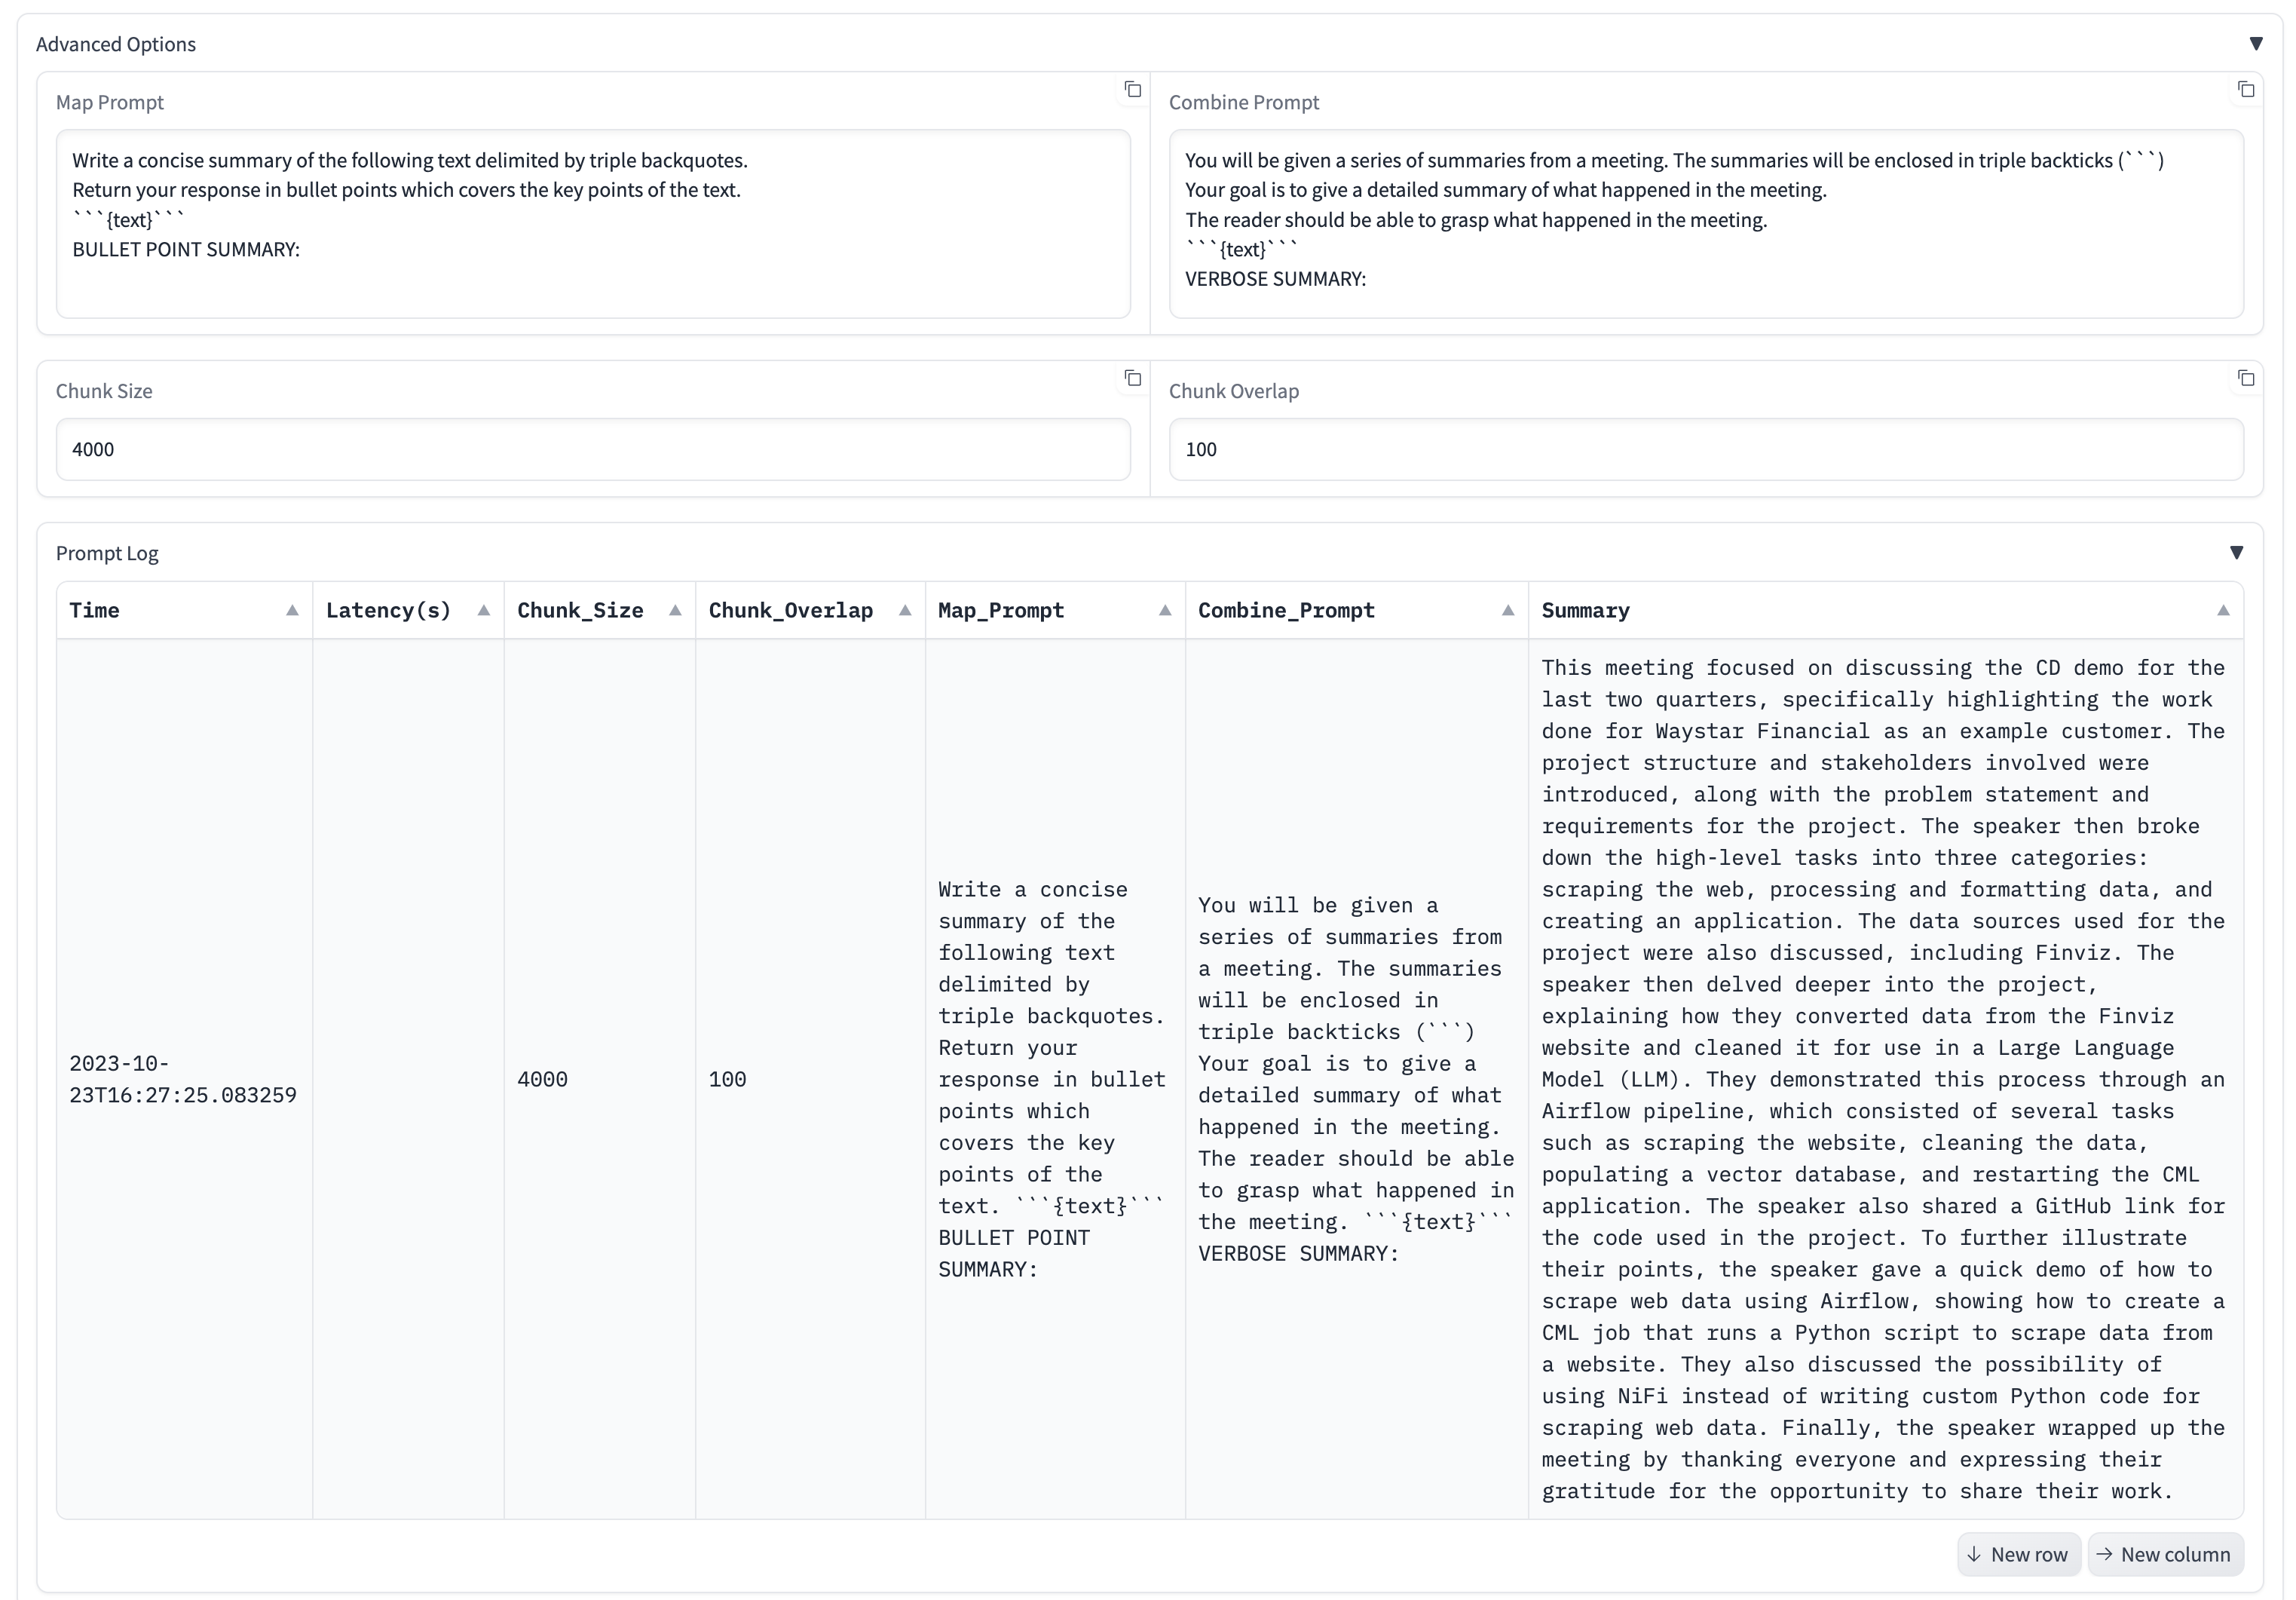 Advanced Options
Map Prompt
Write a concise summary of the following text delimited by triple backquotes.
Return your response in bullet points which covers the key points of the text.
```{text}```
BULLET POINT SUMMARY:
Combine Prompt
You will be given a series of summaries from a meeting. The summaries will be enclosed in triple backticks (```)
Your goal is to give a detailed summary of what happened in the meeting.
The reader should be able to grasp what happened in the meeting.
```{text}```
VERBOSE SUMMARY:
Chunk Size
4000
Chunk Overlap
100
Prompt Log
Time
Latency(s)
Chunk_Size
Chunk_Overlap
Map_Prompt
Combine_Prompt
Summary
2023-10-
23T16:27:25.083259
4000
100
Write a concise
summary of the
following text
delimited by
triple backquotes.
Return your
response in bullet
points which
covers the key
points of the
text. ```{text}```
BULLET POINT
SUMMARY:
You will be given a
series of summaries from
a meeting. The summaries
will be enclosed in
triple backticks (```)
Your goal is to give a
detailed summary of what
happened in the meeting.
The reader should be able
to grasp what happened in
the meeting. ```{text}```
VERBOSE SUMMARY:
This meeting focused on discussing the CD demo for the
last two quarters, specifically highlighting the work
done for Waystar Financial as an example customer. The
project structure and stakeholders involved were
introduced, along with the problem statement and
requirements for the project. The speaker then broke
down the high-level tasks into three categories:
scraping the web, processing and formatting data, and
creating an application. The data sources used for the
project were also discussed, including Finviz. The
speaker then delved deeper into the project,
explaining how they converted data from the Finviz
website and cleaned it for use in a Large Language
Model (LLM). They demonstrated this process through an
Airflow pipeline, which consisted of several tasks
such as scraping the website, cleaning the data,
populating a vector database, and restarting the CML
application. The speaker also shared a GitHub link for
the code used in the project. To further illustrate
their points, the speaker gave a quick demo of how to
scrape web data using Airflow, showing how to create a
CML job that runs a Python script to scrape data from
a website. They also discussed the possibility of
using NiFi instead of writing custom Python code for
scraping web data. Finally, the speaker wrapped up the
meeting by thanking everyone and expressing their
gratitude for the opportunity to share their work.
New row
New column